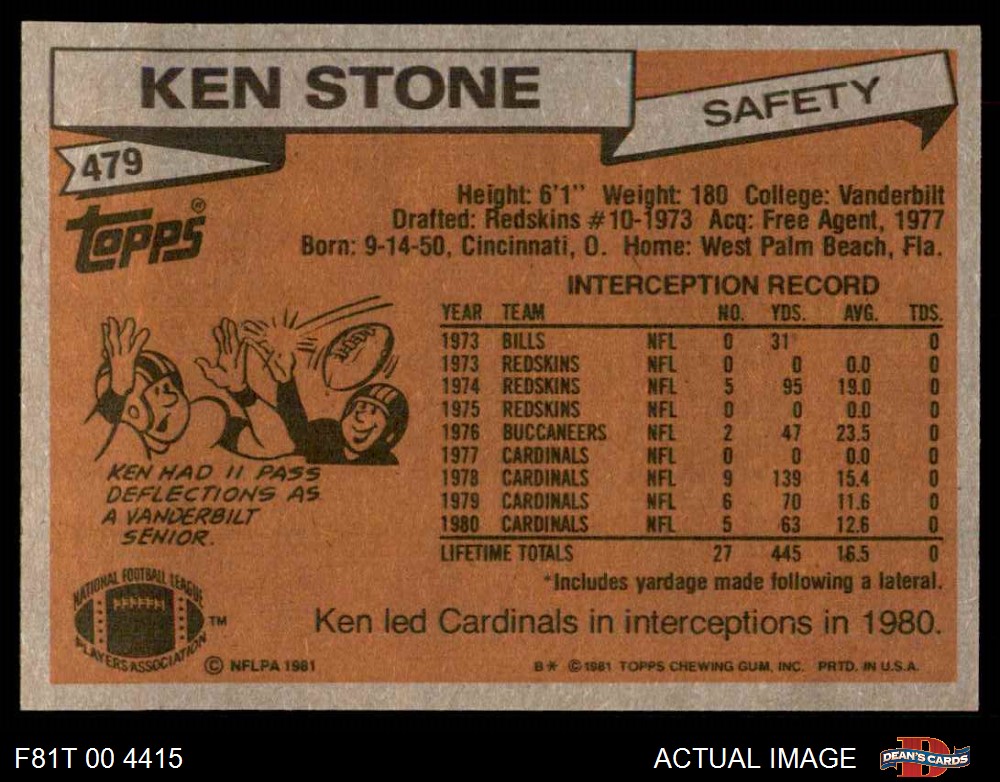 KEN STONE
SAFETY
479
TOPPS®
Height: 6'1" Weight: 180 College: Vanderbilt
Drafted: Redskins #10-1973 Acq: Free Agent, 1977
Born: 9-14-50, Cincinnati, O. Home: West Palm Beach, Fla.
INTERCEPTION RECORD
YEAR TEAM NO. YDS. AVG. TDS.
1973 BILLS NFL 0 31* 0
1973 REDSKINS NFL 0 0 0.0 0
1974 REDSKINS NFL 5 95 19.0 0
1975 REDSKINS NFL 0 0 0.0 0
1976 BUCCANEERS NFL 2 47 23.5 0
1977 CARDINALS NFL 0 0 0.0 0
1978 CARDINALS NFL 9 139 15.4 0
1979 CARDINALS NFL 6 70 11.6 0
1980 CARDINALS NFL 5 63 12.6 0
LIFETIME TOTALS 27 445 16.5 0
*Includes yardage made following a lateral.
KEN HAD 11 PASS
DEFLECTIONS AS
A VANDERBILT
SENIOR.
Ken led Cardinals in interceptions in 1980.
NATIONAL FOOTBALL LEAGUE
PLAYERS ASSOCIATION
TM
© NFLPA 1981
B* © 1981 TOPPS CHEWING GUM, INC. PRTD. IN U.S.A.
F81T 00 4415
ACTUAL IMAGE
DEAN'S CARDS